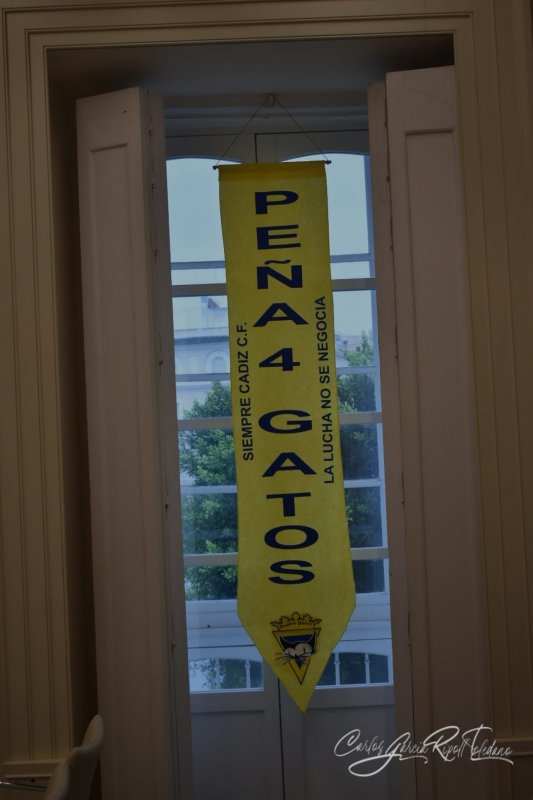 PEÑA 4 GATOS
SIEMPRE CADIZ C.F.
LA LUCHA NO SE NEGOCIA
Carlos García Ripoll Toledano